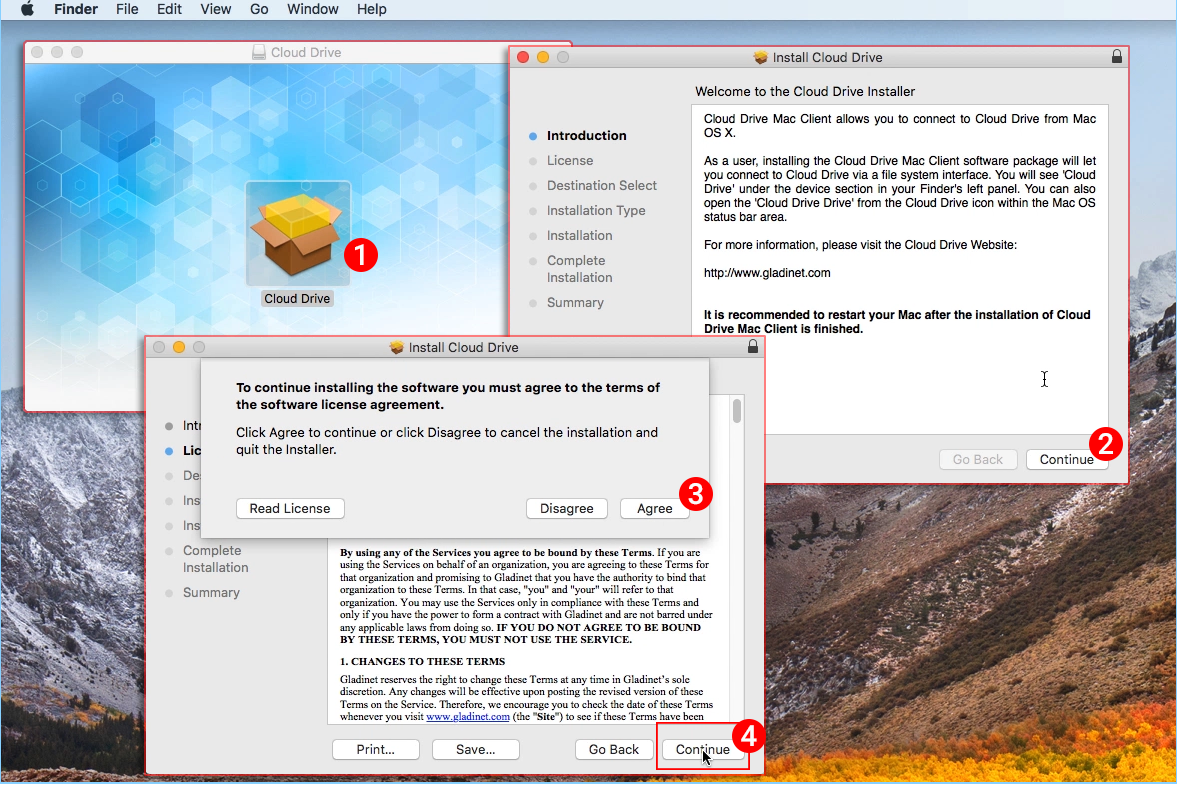 Finder File Edit View Go Window Help
Cloud Drive
Cloud Drive
1
Install Cloud Drive
Welcome to the Cloud Drive Installer
Introduction
License
Destination Select
Installation Type
Installation
Complete
Installation
Summary
Cloud Drive Mac Client allows you to connect to Cloud Drive from Mac
OS X.
As a user, installing the Cloud Drive Mac Client software package will let
you connect to Cloud Drive via a file system interface. You will see 'Cloud
Drive' under the device section in your Finder's left panel. You can also
open the 'Cloud Drive Drive' from the Cloud Drive icon within the Mac OS
status bar area.
For more information, please visit the Cloud Drive Website:
http://www.gladinet.com
It is recommended to restart your Mac after the installation of Cloud
Drive Mac Client is finished.
Go Back
Continue
2
Install Cloud Drive
Intr
Lic
Des
Ins
Ins
Complete
Installation
Summary
To continue installing the software you must agree to the terms of
the software license agreement.
Click Agree to continue or click Disagree to cancel the installation and
quit the Installer.
Read License
Disagree
Agree
3
By using any of the Services you agree to be bound by these Terms. If you are
using the Services on behalf of an organization, you are agreeing to these Terms for
that organization and promising to Gladinet that you have the authority to bind that
organization to these Terms. In that case, "you" and "your" will refer to that
organization. You may use the Services only in compliance with these Terms and
only if you have the power to form a contract with Gladinet and are not barred under
any applicable laws from doing so. IF YOU DO NOT AGREE TO BE BOUND
BY THESE TERMS, YOU MUST NOT USE THE SERVICE.
1. CHANGES TO THESE TERMS
Gladinet reserves the right to change these Terms at any time in Gladinet's sole
discretion. Any changes will be effective upon posting the revised version of these
Terms on the Service. Therefore, we encourage you to check the date of these Terms
whenever you visit www.gladinet.com (the "Site") to see if these Terms have been
Print...
Save...
Go Back
Continue
4